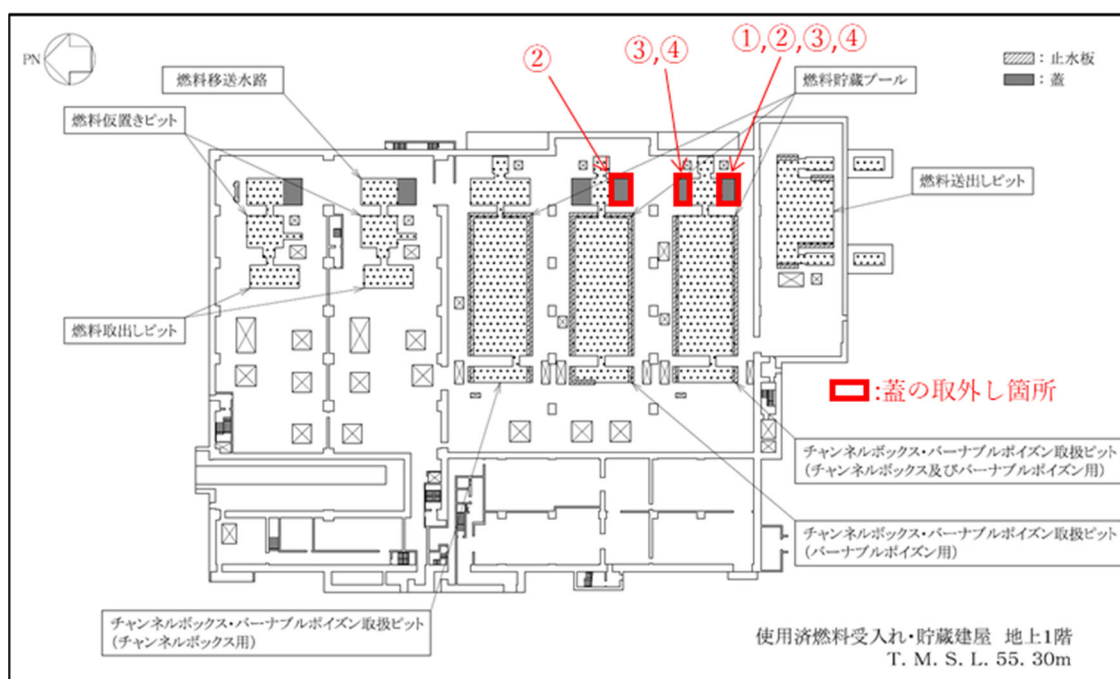 ①,②,③,④
②
③,④
PN
:止水板
:蓋
燃料移送水路
燃料貯蔵プール
燃料仮置きピット
燃料送出しピット
燃料取出しピット
:蓋の取外し箇所
チャンネルボックス・バーナブルポイズン取扱ピット
(チャンネルボックス及びバーナブルポイズン用)
チャンネルボックス・バーナブルポイズン取扱ピット
(バーナブルポイズン用)
チャンネルボックス・バーナブルポイズン取扱ピット
(チャンネルボックス用)
使用済燃料受入れ・貯蔵建屋 地上1階
T. M. S. L. 55. 30m